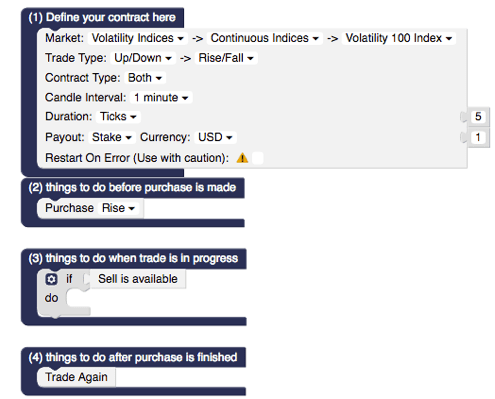 (1) Define your contract here
Market: Volatility Indices -> Continuous Indices -> Volatility 100 Index
Trade Type: Up/Down -> Rise/Fall
Contract Type: Both
Candle Interval: 1 minute
Duration: Ticks 5
Payout: Stake Currency: USD 1
Restart On Error (Use with caution):
(2) things to do before purchase is made
Purchase Rise
(3) things to do when trade is in progress
if Sell is available
do
(4) things to do after purchase is finished
Trade Again